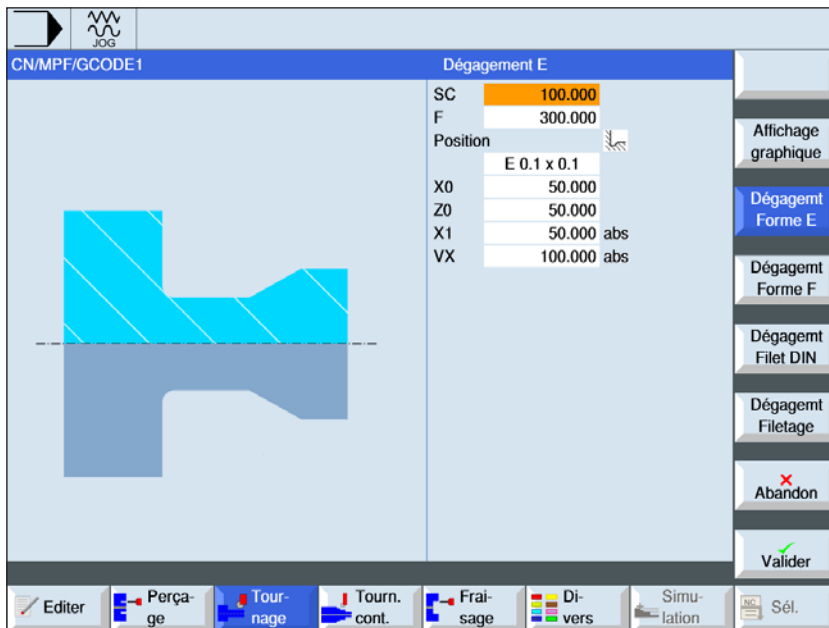 JOG
CN/MPF/GCODE1
Dégagement E
SC 100.000
F 300.000
Position
E 0.1 x 0.1
X0 50.000
Z0 50.000
X1 50.000 abs
VX 100.000 abs
Affichage
graphique
Dégagemt
Forme E
Dégagemt
Forme F
Dégagemt
Filet DIN
Dégagemt
Filetage
Abandon
Valider
Editer
Perça-
ge
Tour-
nage
Tourn.
cont.
Frai-
sage
Di-
vers
Simu-
lation
NC
Sél.